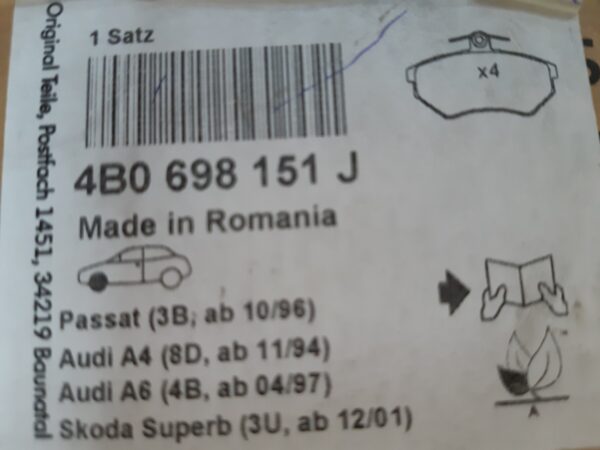 Original Teile, Postfach 1451, 34219 Baunatal
1 Satz
x4
4B0 698 151 J
Made in Romania
Passat (3B, ab 10/96)
Audi A4 (8D, ab 11/94)
Audi A6 (4B, ab 04/97)
Skoda Superb (3U, ab 12/01)
A